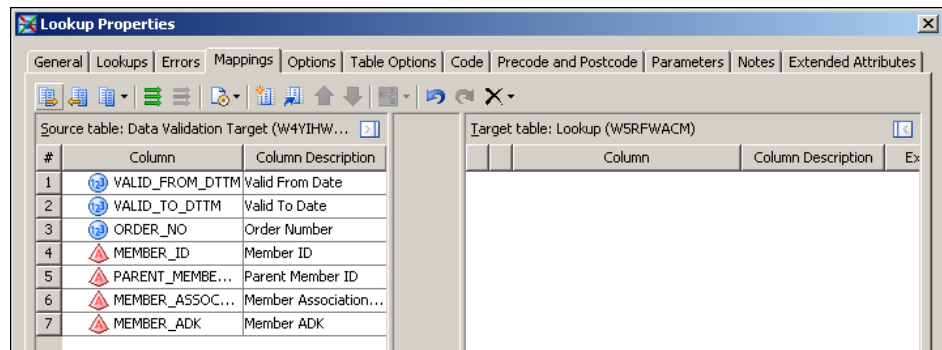 Lookup Properties
General Lookups Errors Mappings Options Table Options Code Precode and Postcode Parameters Notes Extended Attributes
Source table: Data Validation Target (W4YIHW... Target table: Lookup (W5RFWACM)
# Column Column Description Column Column Description Ex
1 123 VALID_FROM_DTTM Valid From Date
2 123 VALID_TO_DTTM Valid To Date
3 123 ORDER_NO Order Number
4 A MEMBER_ID Member ID
5 A PARENT_MEMBE... Parent Member ID
6 A MEMBER_ASSOC... Member Association...
7 A MEMBER_ADK Member ADK